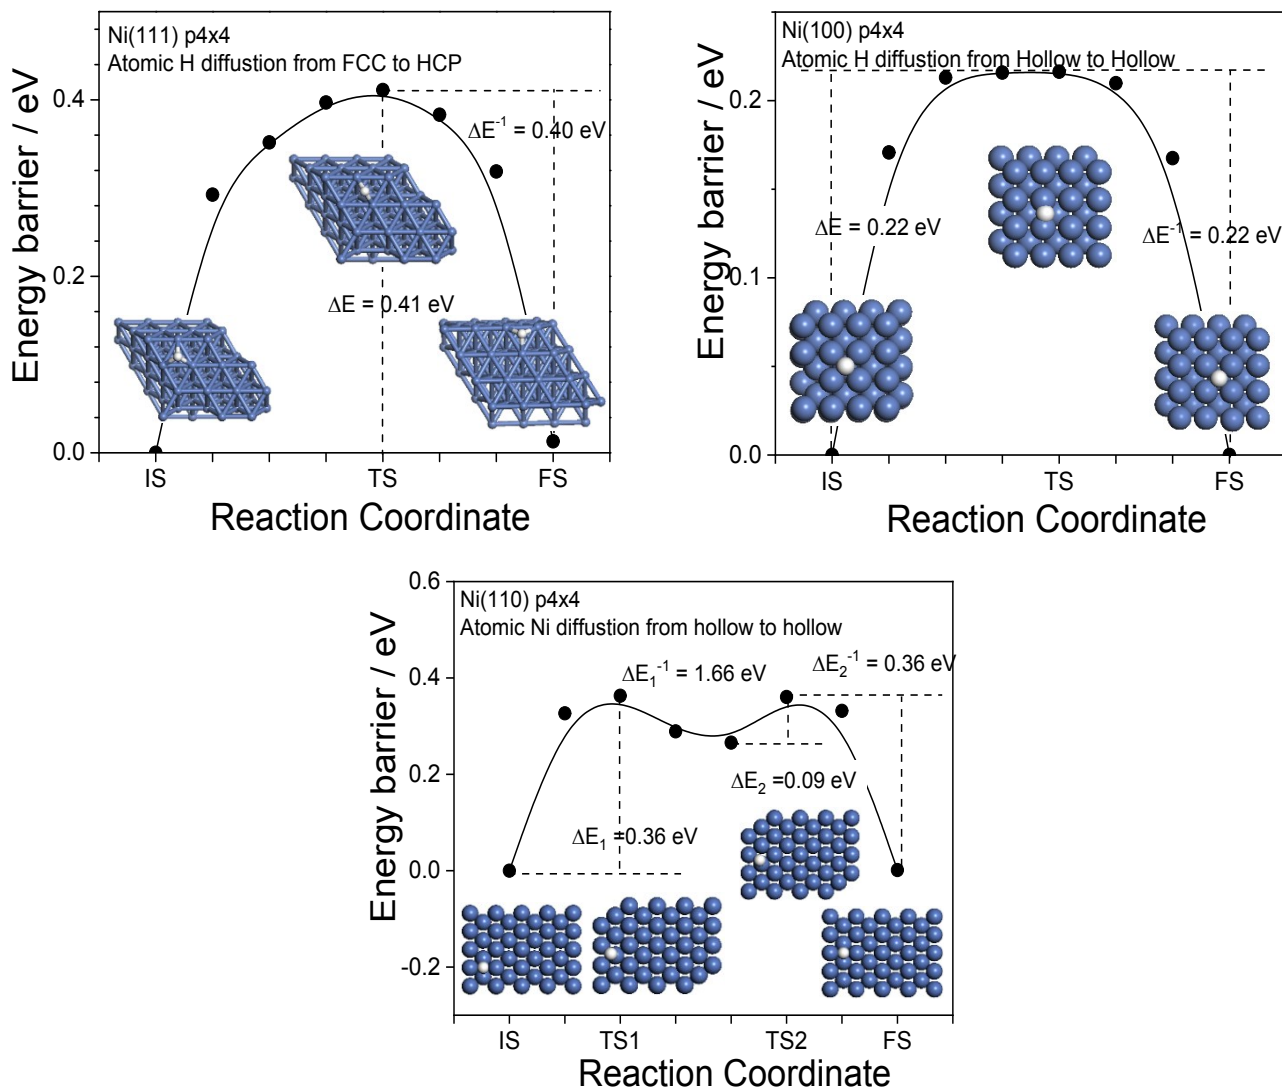 Ni(111) p4x4
Atomic H diffustion from FCC to HCP
Energy barrier / eV
0.4
0.2
0.0
ΔE⁻¹ = 0.40 eV
ΔE = 0.41 eV
IS
TS
FS
Reaction Coordinate
Ni(100) p4x4
Atomic H diffustion from Hollow to Hollow
Energy barrier / eV
0.2
0.1
0.0
ΔE = 0.22 eV
ΔE⁻¹ = 0.22 eV
IS
TS
FS
Reaction Coordinate
Ni(110) p4x4
Atomic Ni diffustion from hollow to hollow
Energy barrier / eV
0.6
0.4
0.2
0.0
-0.2
ΔE₁⁻¹ = 1.66 eV
ΔE₂⁻¹ = 0.36 eV
ΔE₂ =0.09 eV
ΔE₁ =0.36 eV
IS
TS1
TS2
FS
Reaction Coordinate